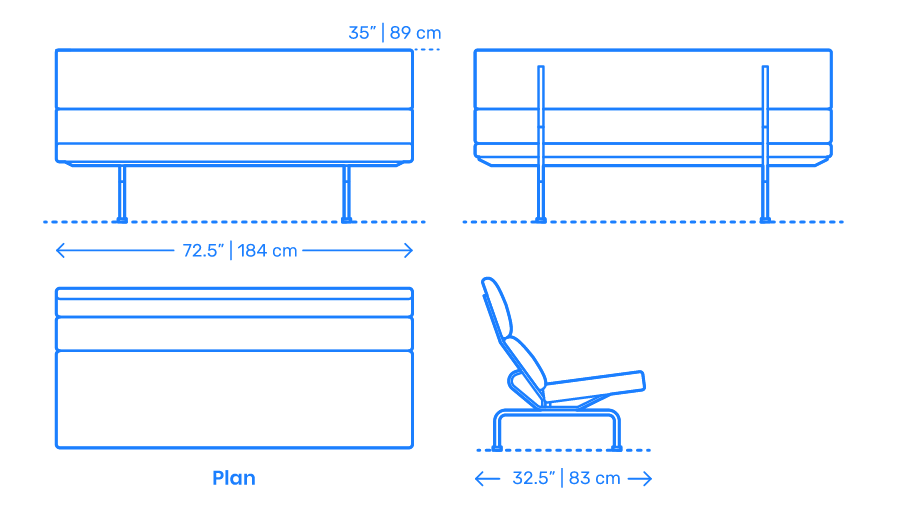 35″ | 89 cm
72.5″ | 184 cm
Plan
32.5″ | 83 cm